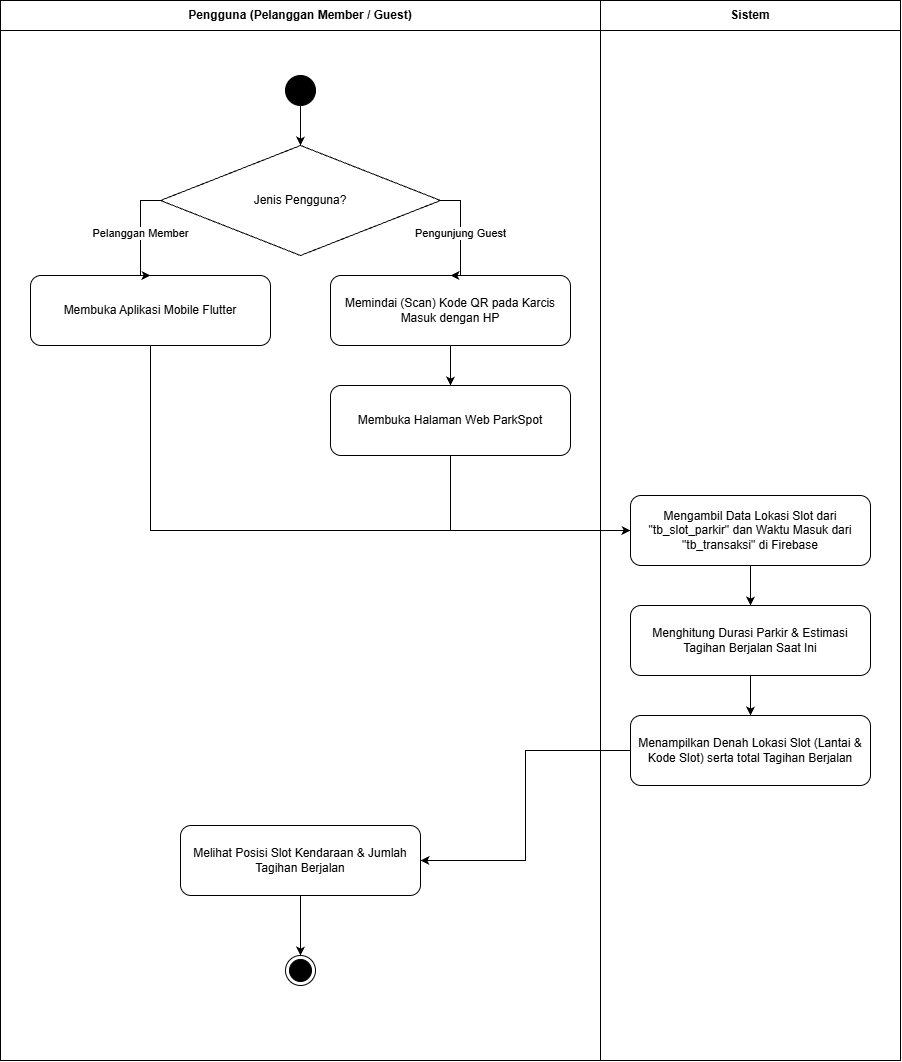 Pengguna (Pelanggan Member / Guest)
Sistem
Jenis Pengguna?
Pelanggan Member
Pengunjung Guest
Membuka Aplikasi Mobile Flutter
Memindai (Scan) Kode QR pada Karcis
Masuk dengan HP
Membuka Halaman Web ParkSpot
Mengambil Data Lokasi Slot dari
"tb_slot_parkir" dan Waktu Masuk dari
"tb_transaksi" di Firebase
Menghitung Durasi Parkir & Estimasi
Tagihan Berjalan Saat Ini
Menampilkan Denah Lokasi Slot (Lantai &
Kode Slot) serta total Tagihan Berjalan
Melihat Posisi Slot Kendaraan & Jumlah
Tagihan Berjalan